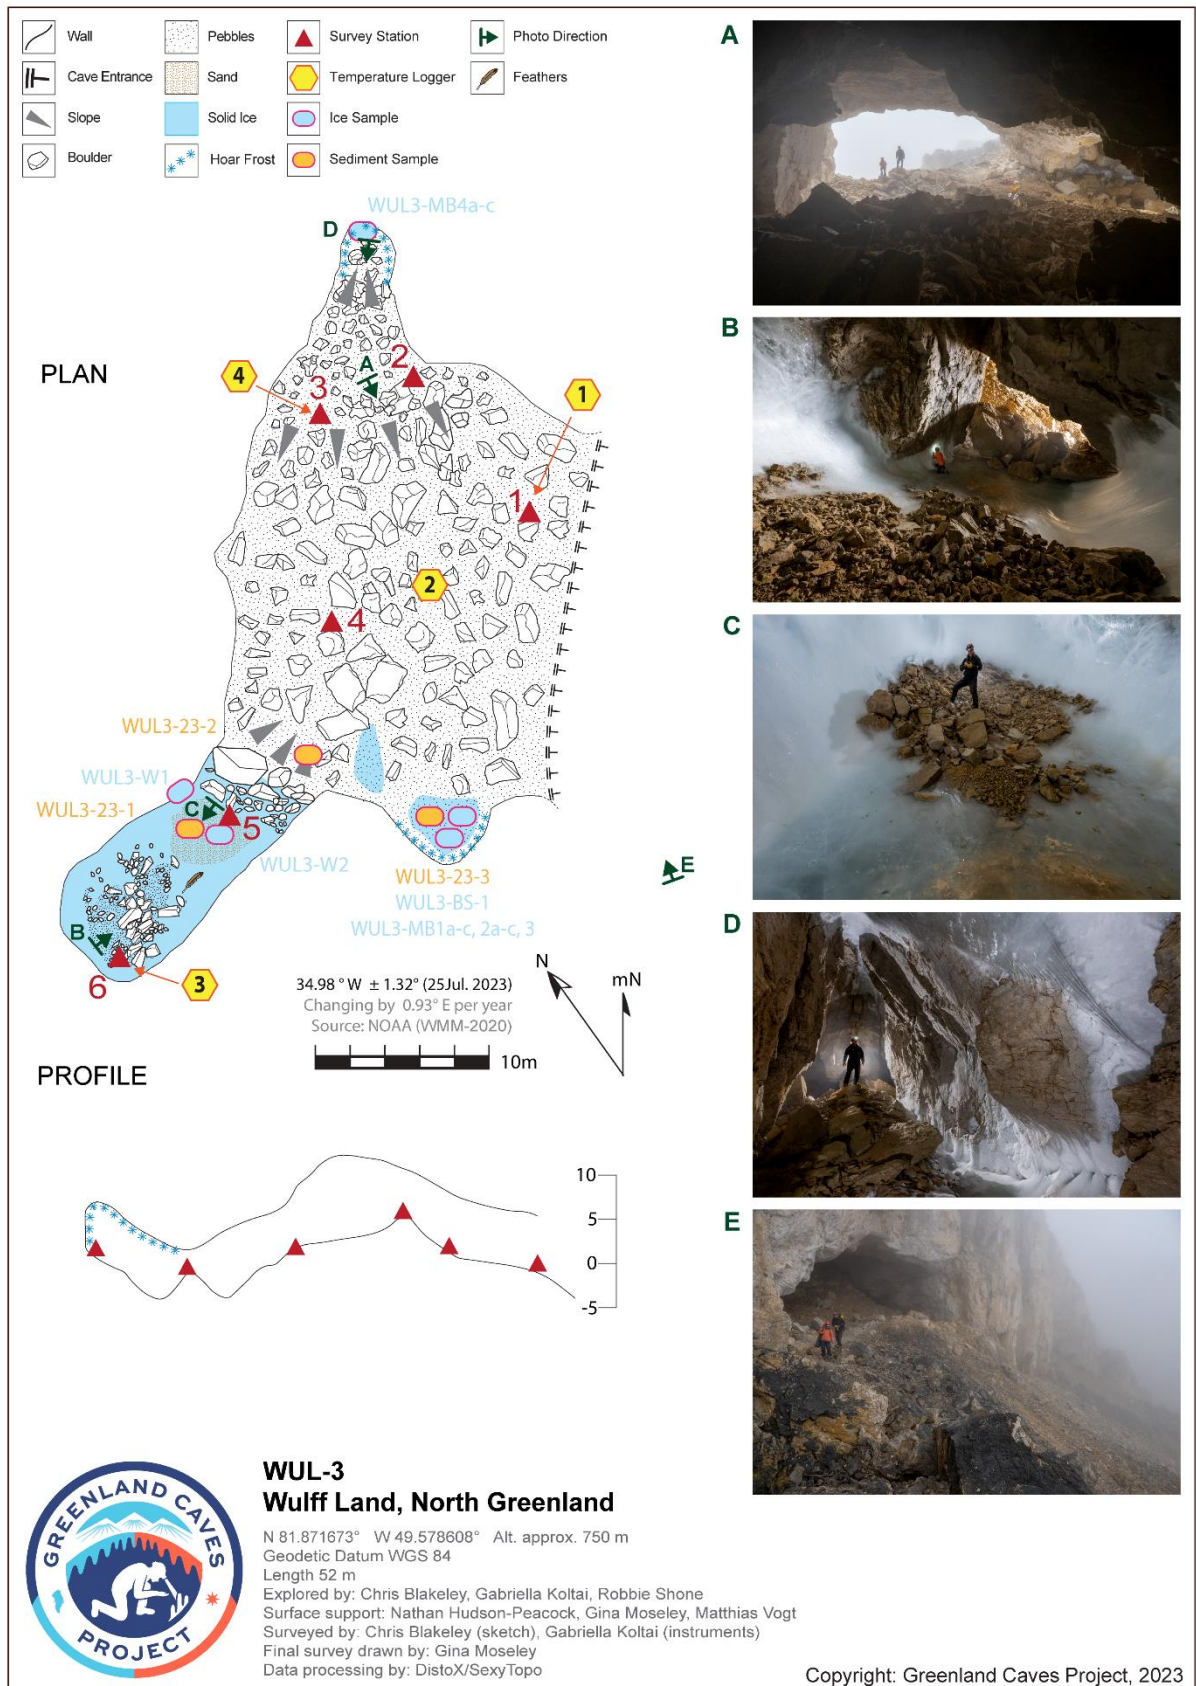 Wall
Pebbles
Survey Station
Photo Direction
Cave Entrance
Sand
Temperature Logger
Feathers
Slope
Solid Ice
Ice Sample
Boulder
Hoar Frost
Sediment Sample
A
B
C
D
E
PLAN
WUL3-MB4a-c
D
A
2
4
3
1
1
2
4
WUL3-23-2
WUL3-W1
WUL3-23-1
C
5
WUL3-W2
E
WUL3-23-3
WUL3-BS-1
WUL3-MB1a-c, 2a-c, 3
B
6
3
34.98 ° W ± 1.32° (25Jul. 2023)
Changing by 0.93° E per year
Source: NOAA (WMM-2020)
N
mN
10m
PROFILE
10
5
0
-5
GREENLAND CAVES
PROJECT
WUL-3
Wulff Land, North Greenland
N 81.871673° W 49.578608° Alt. approx. 750 m
Geodetic Datum WGS 84
Length 52 m
Explored by: Chris Blakeley, Gabriella Koltai, Robbie Shone
Surface support: Nathan Hudson-Peacock, Gina Moseley, Matthias Vogt
Surveyed by: Chris Blakeley (sketch), Gabriella Koltai (instruments)
Final survey drawn by: Gina Moseley
Data processing by: DistoX/SexyTopo
Copyright: Greenland Caves Project, 2023